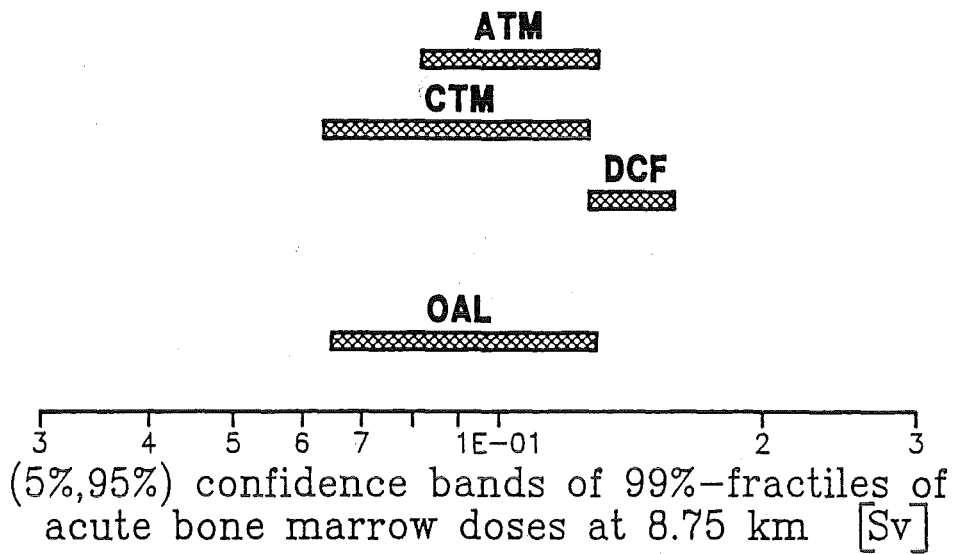 ATM
CTM
DCF
OAL
3 4 5 6 7 1E-01 2 3
(5%,95%) confidence bands of 99%-fractiles of
acute bone marrow doses at 8.75 km [Sv]